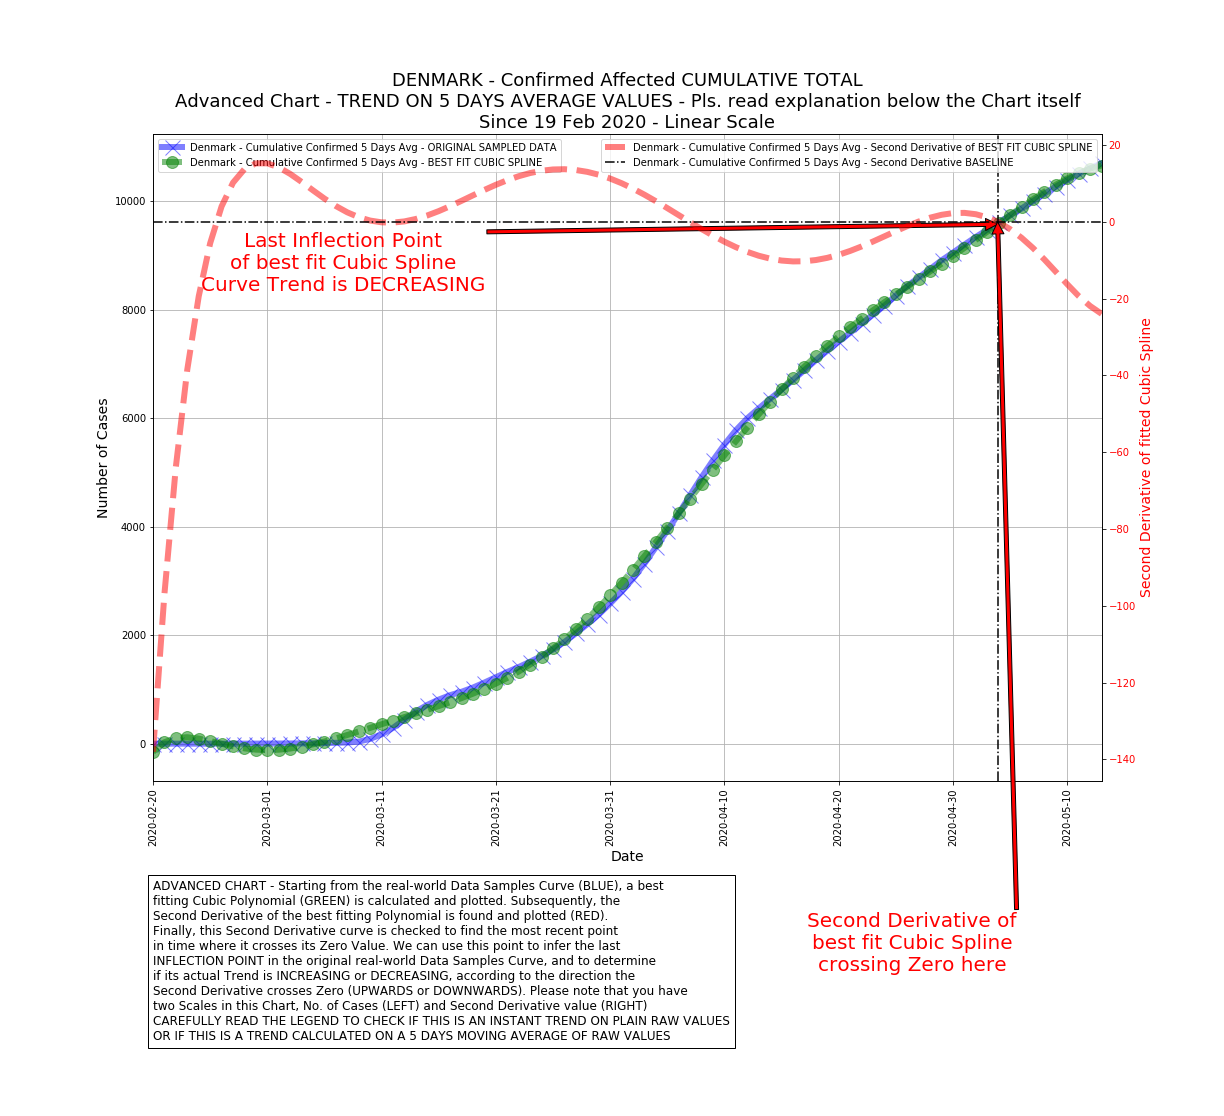 DENMARK - Confirmed Affected CUMULATIVE TOTAL
Advanced Chart - TREND ON 5 DAYS AVERAGE VALUES - Pls. read explanation below the Chart itself
Since 19 Feb 2020 - Linear Scale
Denmark - Cumulative Confirmed 5 Days Avg - ORIGINAL SAMPLED DATA
Denmark - Cumulative Confirmed 5 Days Avg - BEST FIT CUBIC SPLINE
Denmark - Cumulative Confirmed 5 Days Avg - Second Derivative of BEST FIT CUBIC SPLINE
Denmark - Cumulative Confirmed 5 Days Avg - Second Derivative BASELINE
Last Inflection Point
of best fit Cubic Spline
Curve Trend is DECREASING
Number of Cases
10000
8000
6000
4000
2000
0
20
0
−20
−40
−60
−80
−100
−120
−140
Second Derivative of fitted Cubic Spline
2020-02-20
2020-03-01
2020-03-11
2020-03-21
2020-03-31
2020-04-10
2020-04-20
2020-04-30
2020-05-10
Date
ADVANCED CHART - Starting from the real-world Data Samples Curve (BLUE), a best
fitting Cubic Polynomial (GREEN) is calculated and plotted. Subsequently, the
Second Derivative of the best fitting Polynomial is found and plotted (RED).
Finally, this Second Derivative curve is checked to find the most recent point
in time where it crosses its Zero Value. We can use this point to infer the last
INFLECTION POINT in the original real-world Data Samples Curve, and to determine
if its actual Trend is INCREASING or DECREASING, according to the direction the
Second Derivative crosses Zero (UPWARDS or DOWNWARDS). Please note that you have
two Scales in this Chart, No. of Cases (LEFT) and Second Derivative value (RIGHT)
CAREFULLY READ THE LEGEND TO CHECK IF THIS IS AN INSTANT TREND ON PLAIN RAW VALUES
OR IF THIS IS A TREND CALCULATED ON A 5 DAYS MOVING AVERAGE OF RAW VALUES
Second Derivative of
best fit Cubic Spline
crossing Zero here